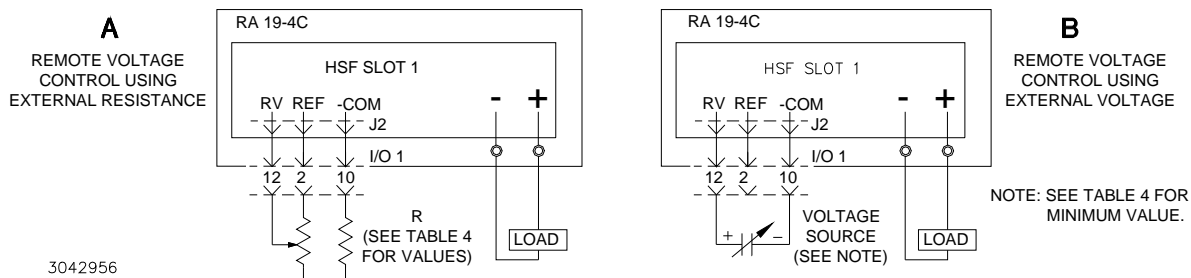 A
REMOTE VOLTAGE
CONTROL USING
EXTERNAL RESISTANCE
RA 19-4C
HSF SLOT 1
RV REF -COM
- +
J2
I/O 1
12 2 10
R
(SEE TABLE 4
FOR VALUES)
LOAD
3042956
RA 19-4C
HSF SLOT 1
RV REF -COM
- +
J2
I/O 1
12 2 10
+ −
VOLTAGE
SOURCE
(SEE NOTE)
LOAD
B
REMOTE VOLTAGE
CONTROL USING
EXTERNAL VOLTAGE
NOTE: SEE TABLE 4 FOR
MINIMUM VALUE.